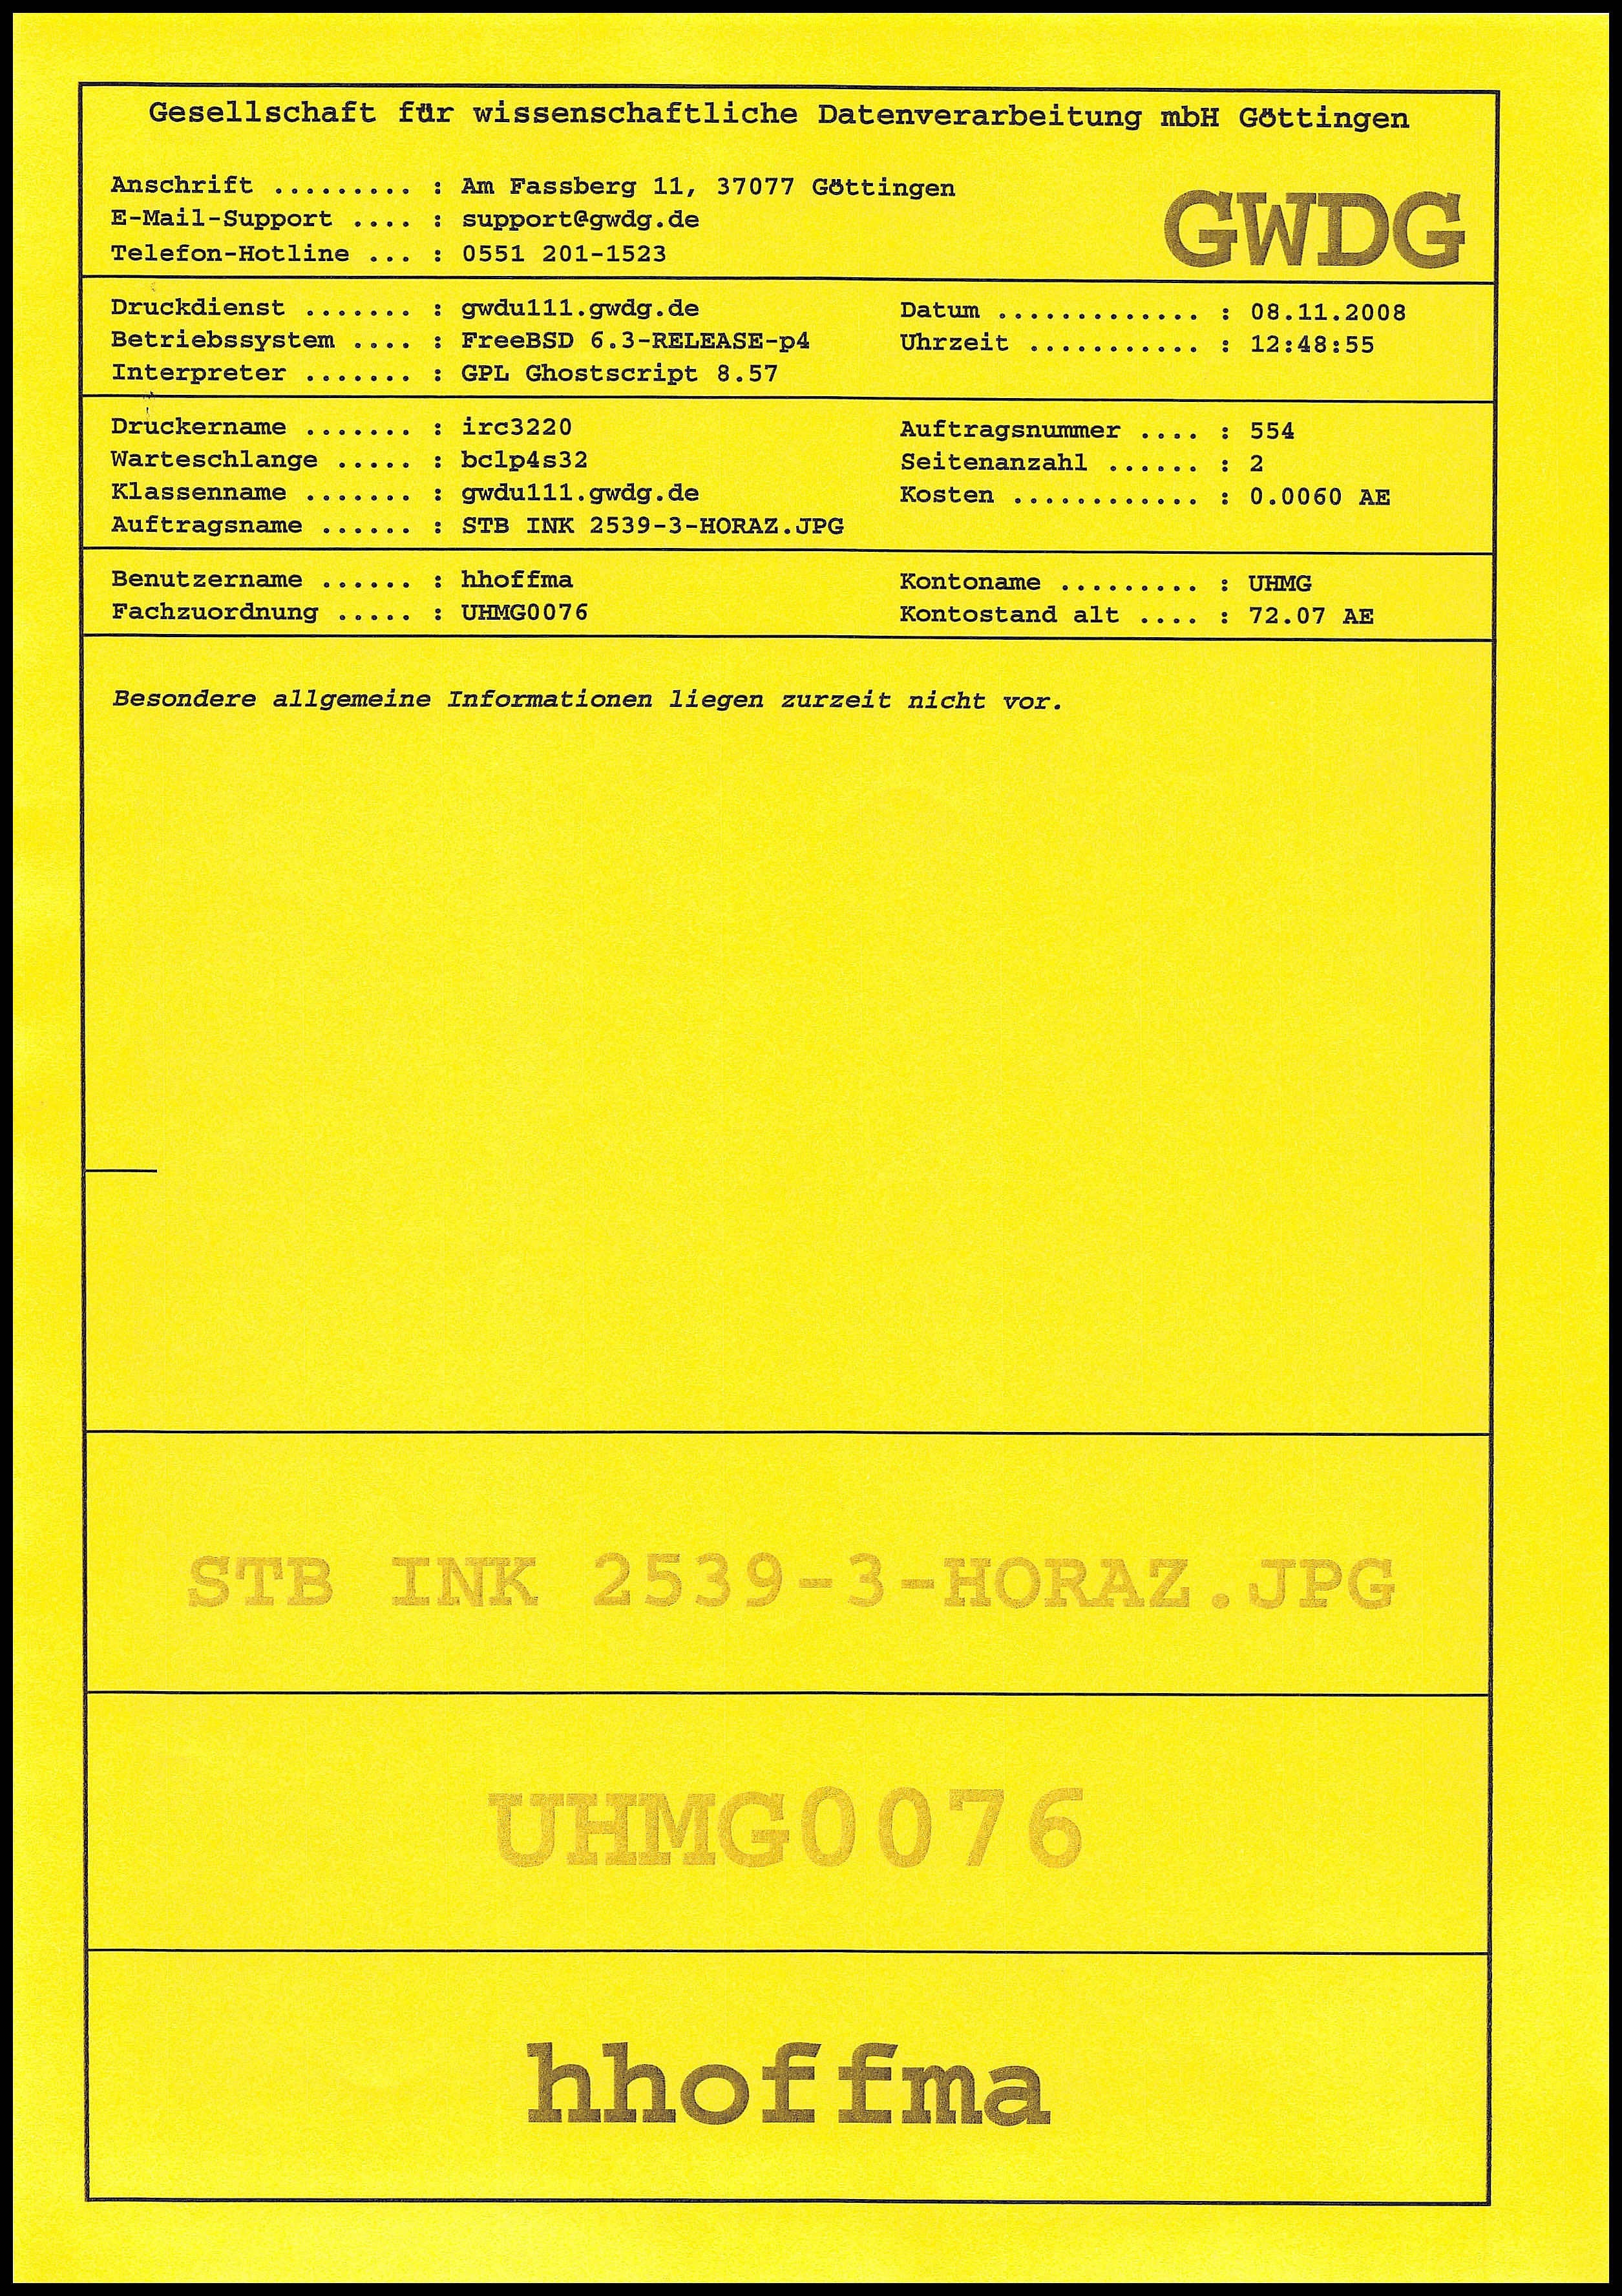 Gesellschaft für wissenschaftliche Datenverarbeitung mbH Göttingen
Anschrift ......... : Am Fassberg 11, 37077 Göttingen
E-Mail-Support .... : support@gwdg.de
Telefon-Hotline ... : 0551 201-1523
GWDG
Druckdienst ....... : gwdu111.gwdg.de Datum ............. : 08.11.2008
Betriebssystem .... : FreeBSD 6.3-RELEASE-p4 Uhrzeit ........... : 12:48:55
Interpreter ....... : GPL Ghostscript 8.57
Druckername ....... : irc3220 Auftragsnummer .... : 554
Warteschlange ..... : bclp4s32 Seitenanzahl ...... : 2
Klassenname ....... : gwdu111.gwdg.de Kosten ............ : 0.0060 AE
Auftragsname ...... : STB INK 2539-3-HORAZ.JPG
Benutzername ...... : hhoffma Kontoname ......... : UHMG
Fachzuordnung ..... : UHMG0076 Kontostand alt .... : 72.07 AE
Besondere allgemeine Informationen liegen zurzeit nicht vor.
STB INK 2539-3-HORAZ.JPG
UHMG0076
hhoffma